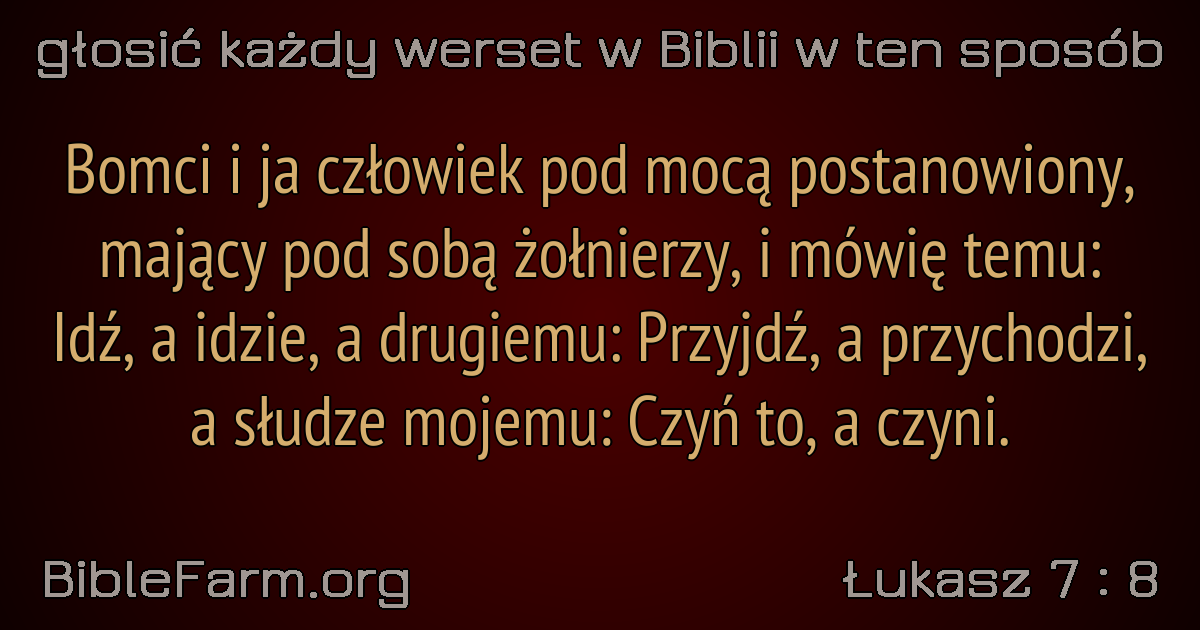 głosić każdy werset w Biblii w ten sposób
Bomci i ja człowiek pod mocą postanowiony,
mający pod sobą żołnierzy, i mówię temu:
Idź, a idzie, a drugiemu: Przyjdź, a przychodzi,
a słudze mojemu: Czyń to, a czyni.
BibleFarm.org
Łukasz 7 : 8